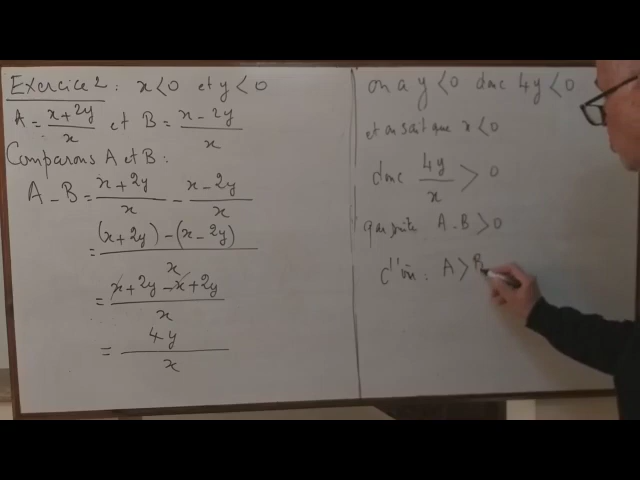 Exercice 2 : x<0 et y<0
A = x+2y/x et B = x-2y/x
Comparons A et B :
A-B = x+2y/x - x-2y/x
= (x+2y)-(x-2y)/x
= x+2y-x+2y/x
= 4y/x
on a y<0 donc 4y<0
et on sait que x<0
donc 4y/x > 0
par suite A-B>0
d'où : A>B